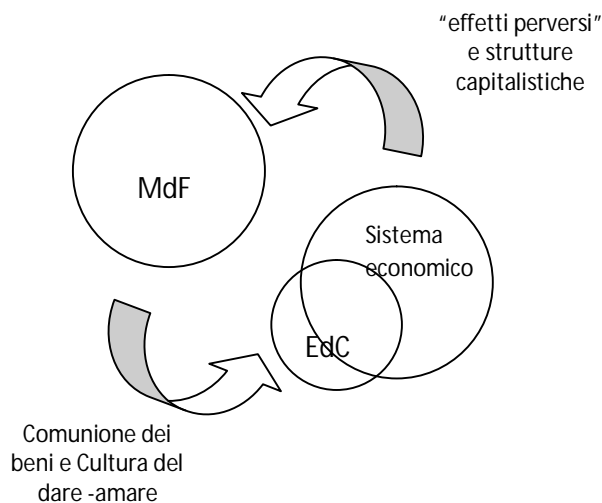 “effetti perversi”
e strutture
capitalistiche
MdF
Sistema
economico
EdC
Comunione dei
beni e Cultura del
dare -amare